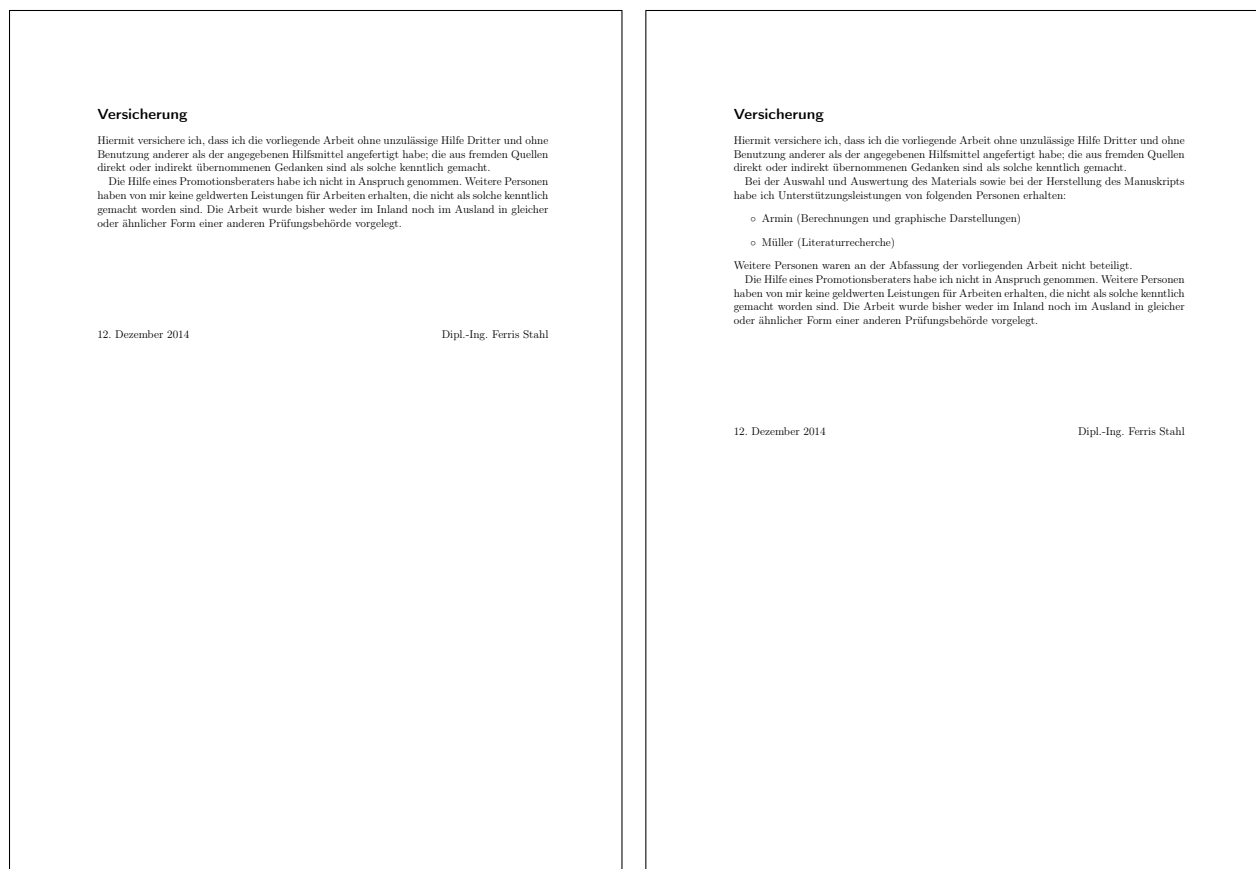 Versicherung
Hiermit versichere ich, dass ich die vorliegende Arbeit ohne unzulässige Hilfe Dritter und ohne
Benutzung anderer als der angegebenen Hilfsmittel angefertigt habe; die aus fremden Quellen
direkt oder indirekt übernommenen Gedanken sind als solche kenntlich gemacht.
Die Hilfe eines Promotionsberaters habe ich nicht in Anspruch genommen. Weitere Personen
haben von mir keine geldwerten Leistungen für Arbeiten erhalten, die nicht als solche kenntlich
gemacht worden sind. Die Arbeit wurde bisher weder im Inland noch im Ausland in gleicher
oder ähnlicher Form einer anderen Prüfungsbehörde vorgelegt.
12. Dezember 2014 Dipl.-Ing. Ferris Stahl
Versicherung
Hiermit versichere ich, dass ich die vorliegende Arbeit ohne unzulässige Hilfe Dritter und ohne
Benutzung anderer als der angegebenen Hilfsmittel angefertigt habe; die aus fremden Quellen
direkt oder indirekt übernommenen Gedanken sind als solche kenntlich gemacht.
Bei der Auswahl und Auswertung des Materials sowie bei der Herstellung des Manuskripts
habe ich Unterstützungsleistungen von folgenden Personen erhalten:
◦ Armin (Berechnungen und graphische Darstellungen)
◦ Müller (Literaturrecherche)
Weitere Personen waren an der Abfassung der vorliegenden Arbeit nicht beteiligt.
Die Hilfe eines Promotionsberaters habe ich nicht in Anspruch genommen. Weitere Personen
haben von mir keine geldwerten Leistungen für Arbeiten erhalten, die nicht als solche kenntlich
gemacht worden sind. Die Arbeit wurde bisher weder im Inland noch im Ausland in gleicher
oder ähnlicher Form einer anderen Prüfungsbehörde vorgelegt.
12. Dezember 2014 Dipl.-Ing. Ferris Stahl